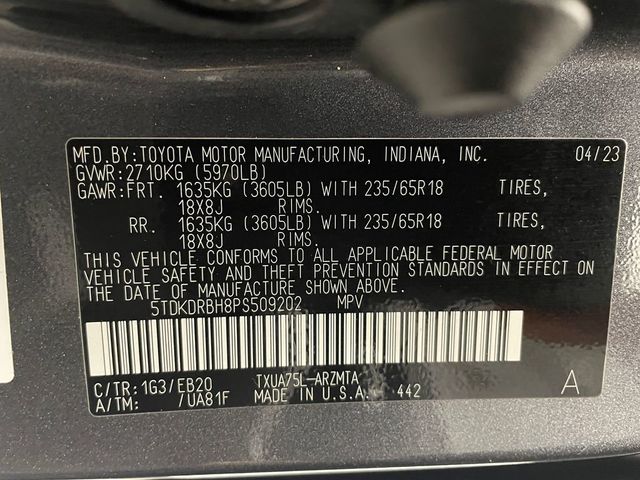 MFD.BY:TOYOTA MOTOR MANUFACTURING, INDIANA, INC. 04/23
GVWR:2710KG (5970LB)
GAWR:FRT. 1635KG (3605LB) WITH 235/65R18 TIRES,
18X8J RIMS.
RR. 1635KG (3605LB) WITH 235/65R18 TIRES,
18X8J RIMS.
THIS VEHICLE CONFORMS TO ALL APPLICABLE FEDERAL MOTOR
VEHICLE SAFETY AND THEFT PREVENTION STANDARDS IN EFFECT ON
THE DATE OF MANUFACTURE SHOWN ABOVE.
5TDKDRBH8PS509202 MPV
C/TR:1G3/EB20 TXUA75L-ARZMTA
A/TM: /UA81F MADE IN U.S.A. 442 A